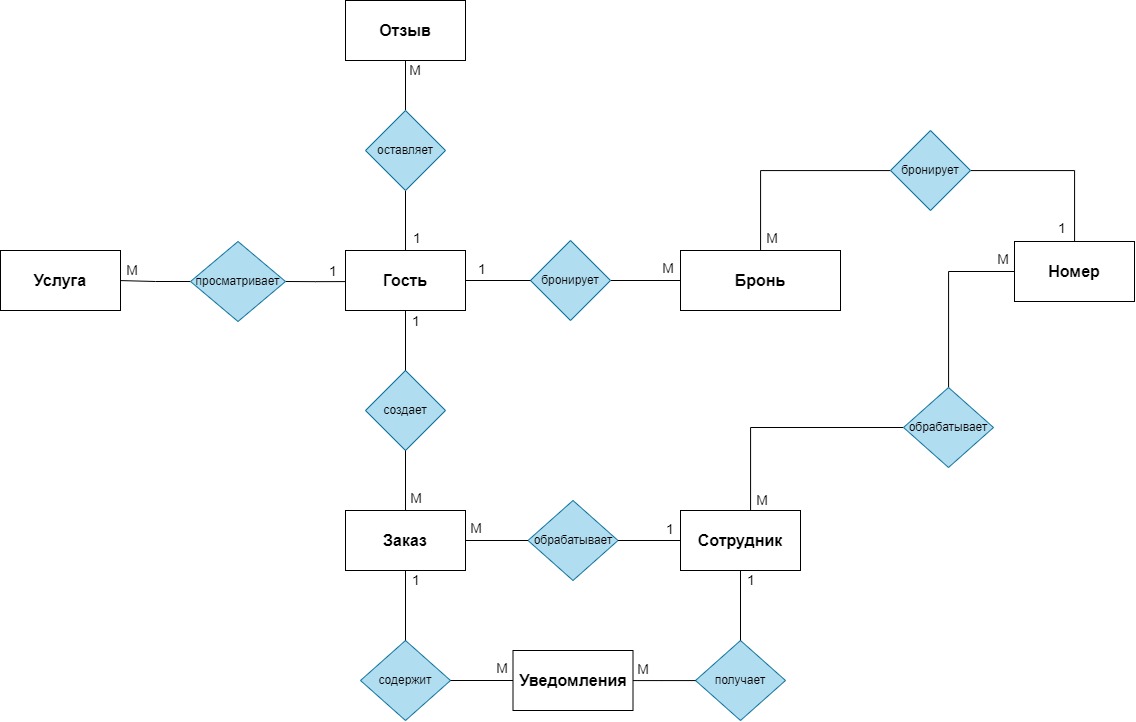 Отзыв
М
оставляет
1
бронирует
М
1
Услуга
М
просматривает
1
Гость
1
бронирует
М
Бронь
М
Номер
1
создает
обрабатывает
М
М
Заказ
М
обрабатывает
1
Сотрудник
1
1
содержит
М
Уведомления
М
получает